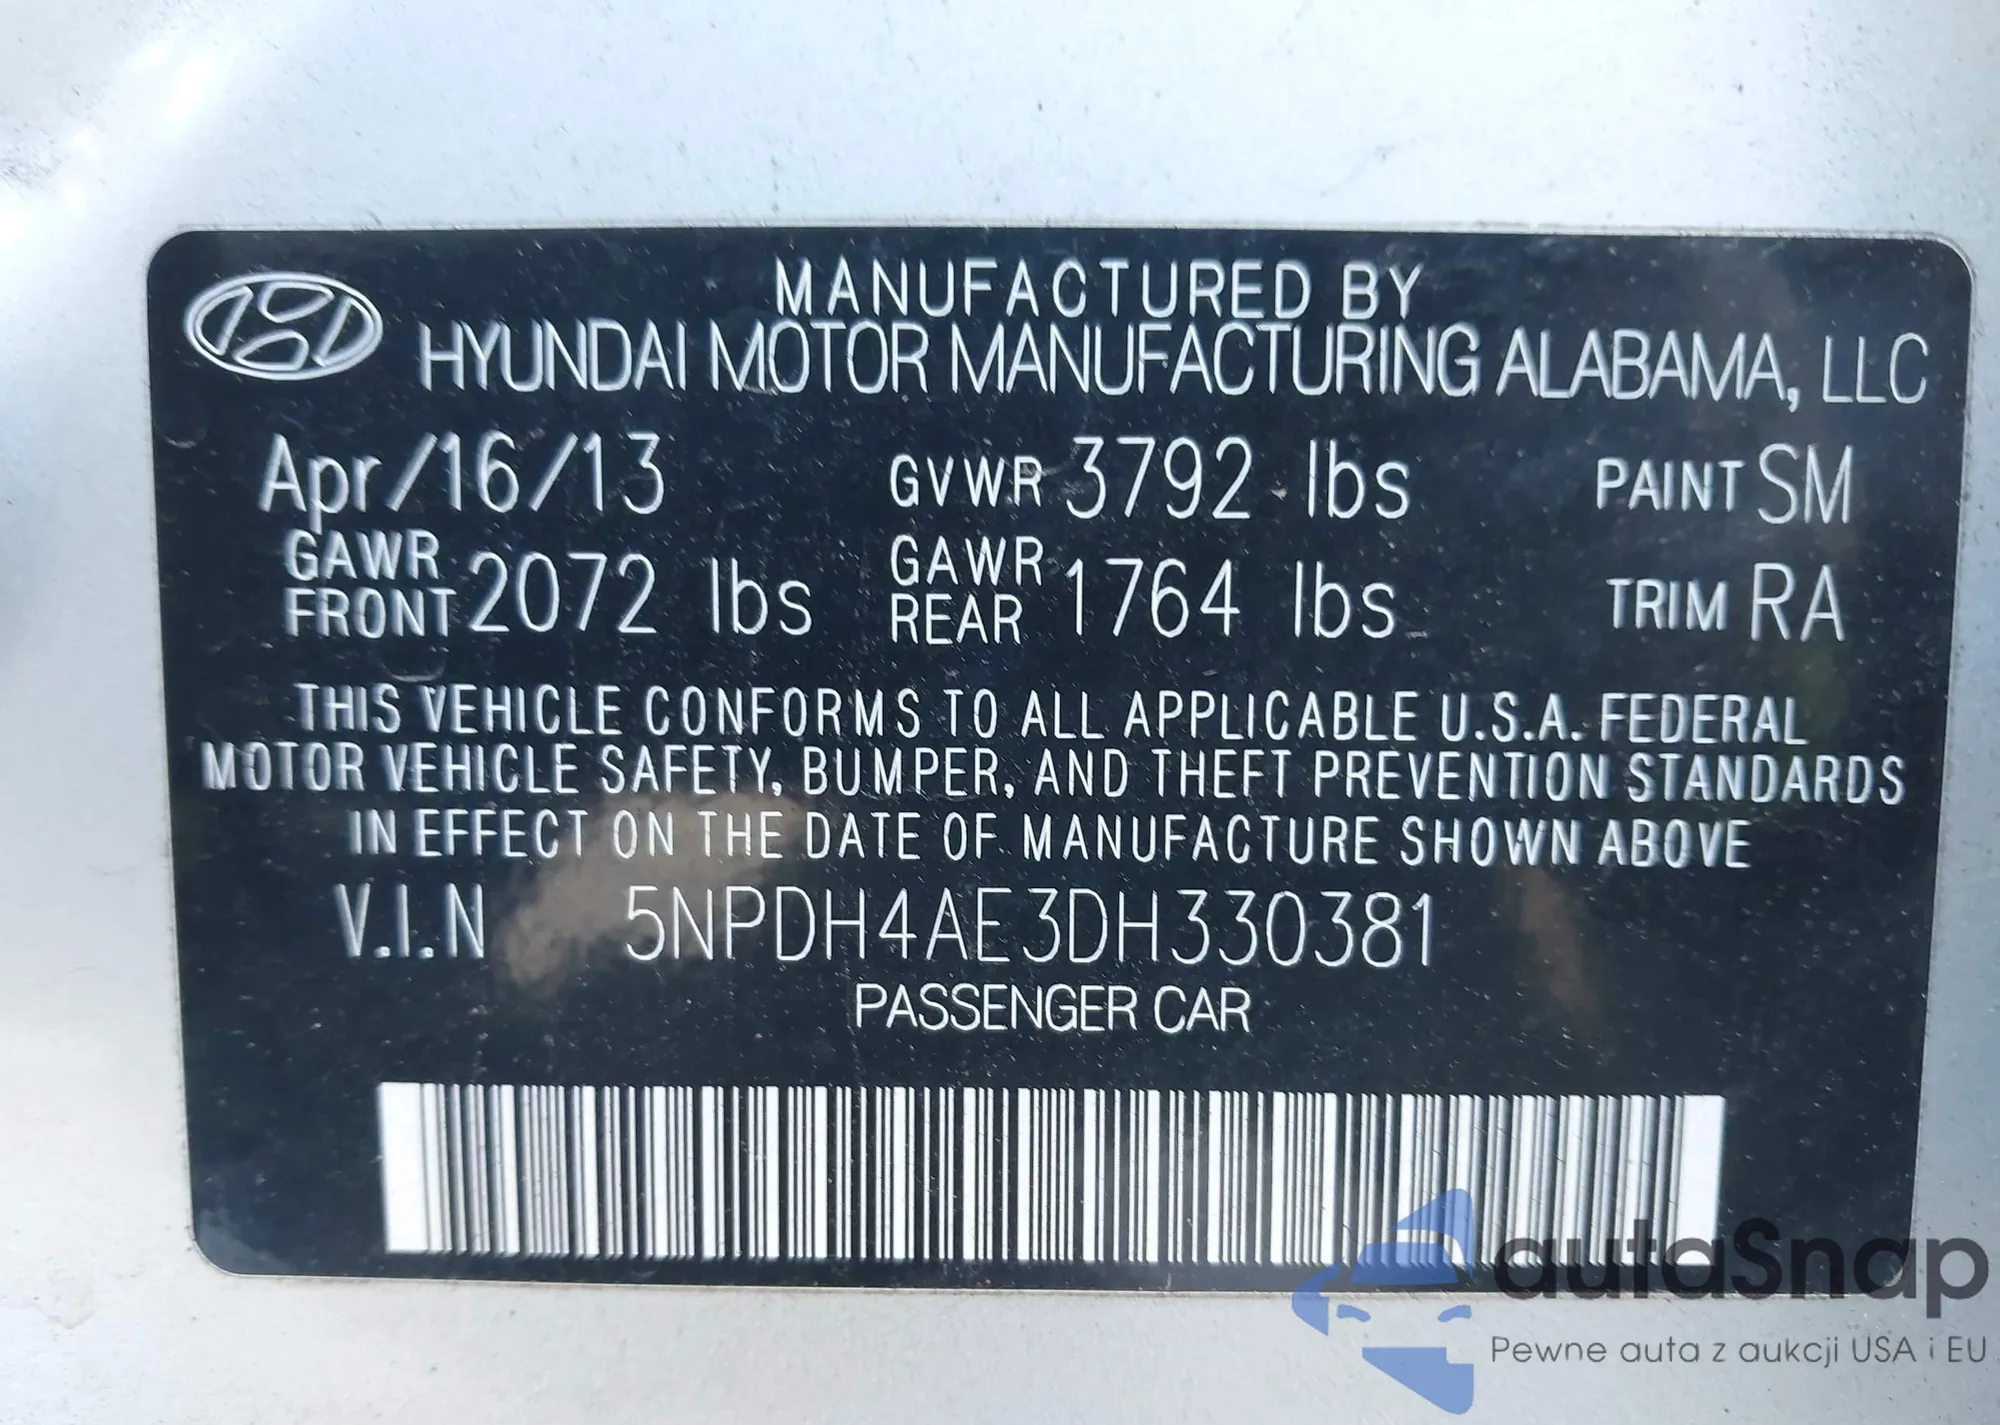 MANUFACTURED BY
HYUNDAI MOTOR MANUFACTURING ALABAMA, LLC
Apr/16/13 GVWR 3792 lbs PAINT SM
GAWR FRONT 2072 lbs GAWR REAR 1764 lbs TRIM RA
THIS VEHICLE CONFORMS TO ALL APPLICABLE U.S.A. FEDERAL
MOTOR VEHICLE SAFETY, BUMPER, AND THEFT PREVENTION STANDARDS
IN EFFECT ON THE DATE OF MANUFACTURE SHOWN ABOVE
V.I.N 5NPDH4AE3DH330381
PASSENGER CAR
autaSnap
Pewne auta z aukcji USA i EU